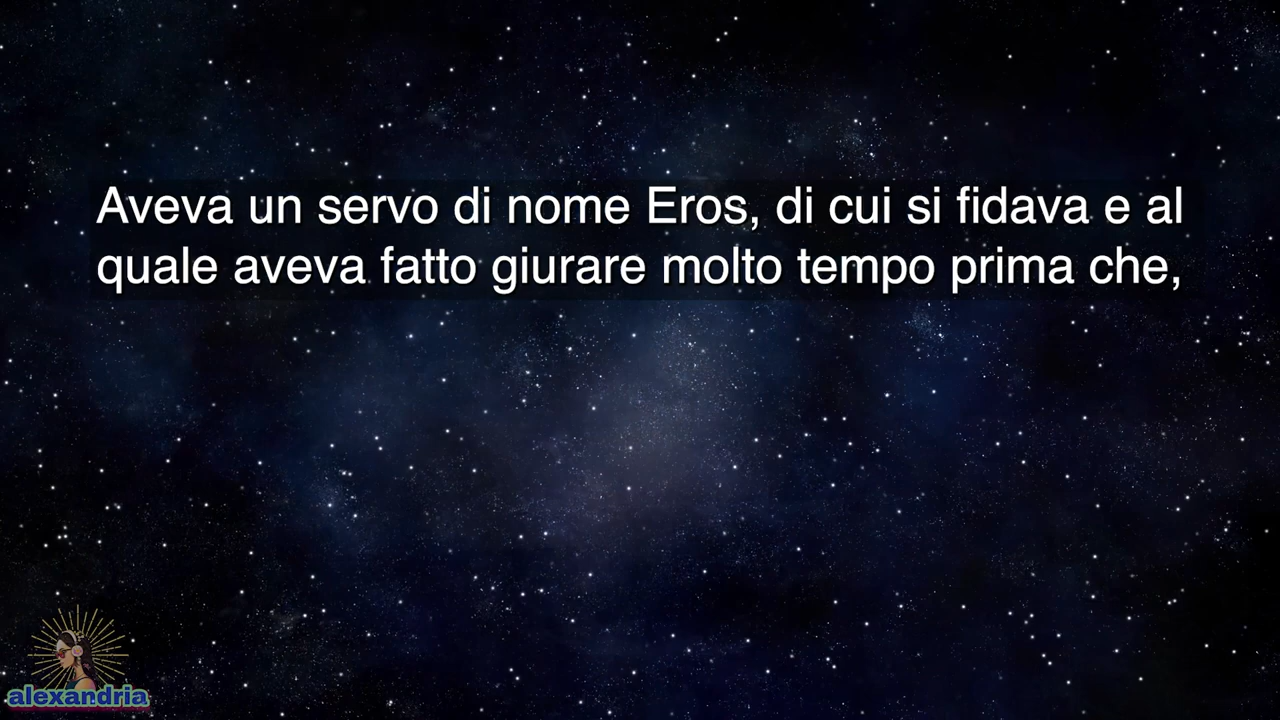 Aveva un servo di nome Eros, di cui si fidava e al
quale aveva fatto giurare molto tempo prima che,
alexandria